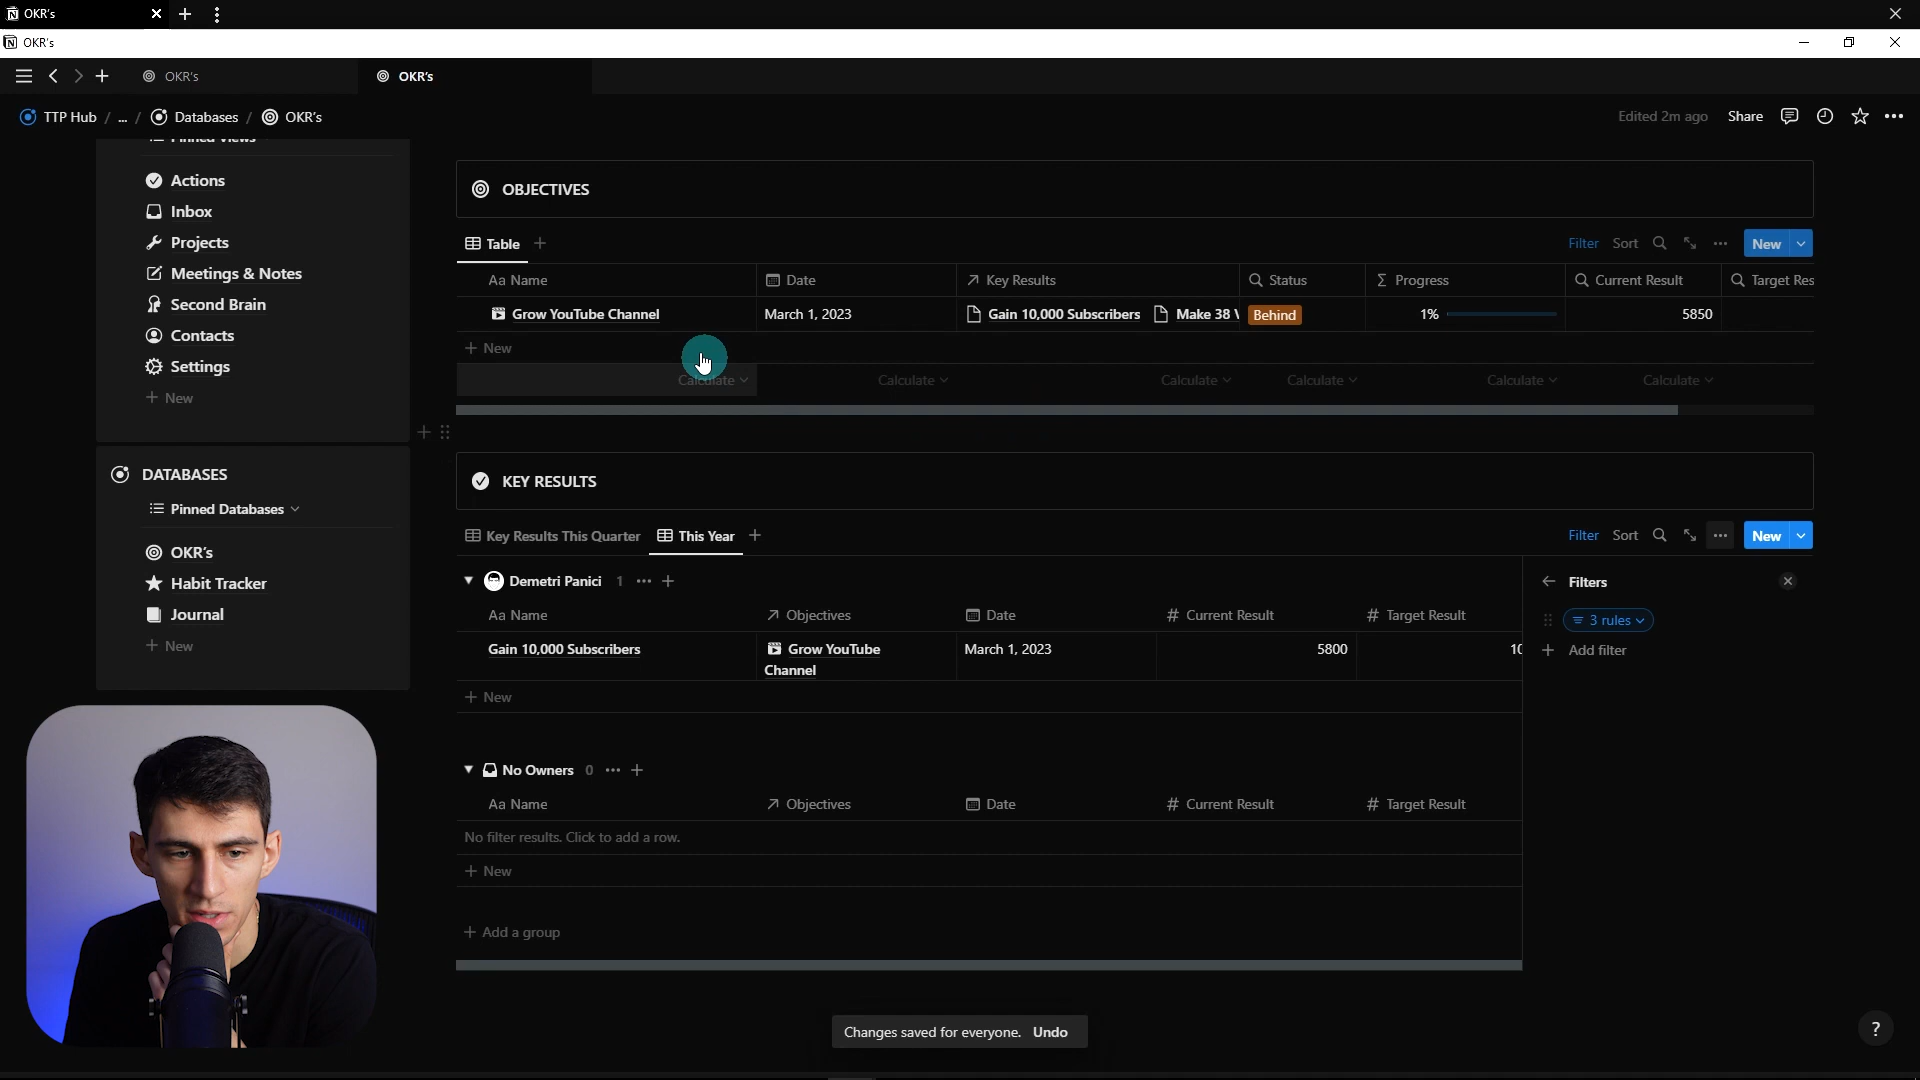 OKR's
OKR's
OKR's OKR's
TTP Hub / ... / Databases / OKR's Edited 2m ago Share
Actions
Inbox
Projects
Meetings & Notes
Second Brain
Contacts
Settings
New
DATABASES
Pinned Databases
OKR's
Habit Tracker
Journal
New
OBJECTIVES
Table Filter Sort New
Aa Name Date Key Results Status Progress Current Result Target Res
Grow YouTube Channel March 1, 2023 Gain 10,000 Subscribers Make 38 V Behind 1% 5850
New
Calculate Calculate Calculate Calculate Calculate Calculate
KEY RESULTS
Key Results This Quarter This Year Filter Sort New
Demetri Panici 1
Aa Name Objectives Date # Current Result # Target Result
Gain 10,000 Subscribers Grow YouTube March 1, 2023 5800 10
Channel
New
No Owners 0
Aa Name Objectives Date # Current Result # Target Result
No filter results. Click to add a row.
New
Add a group
Filters
3 rules
Add filter
Changes saved for everyone. Undo
?